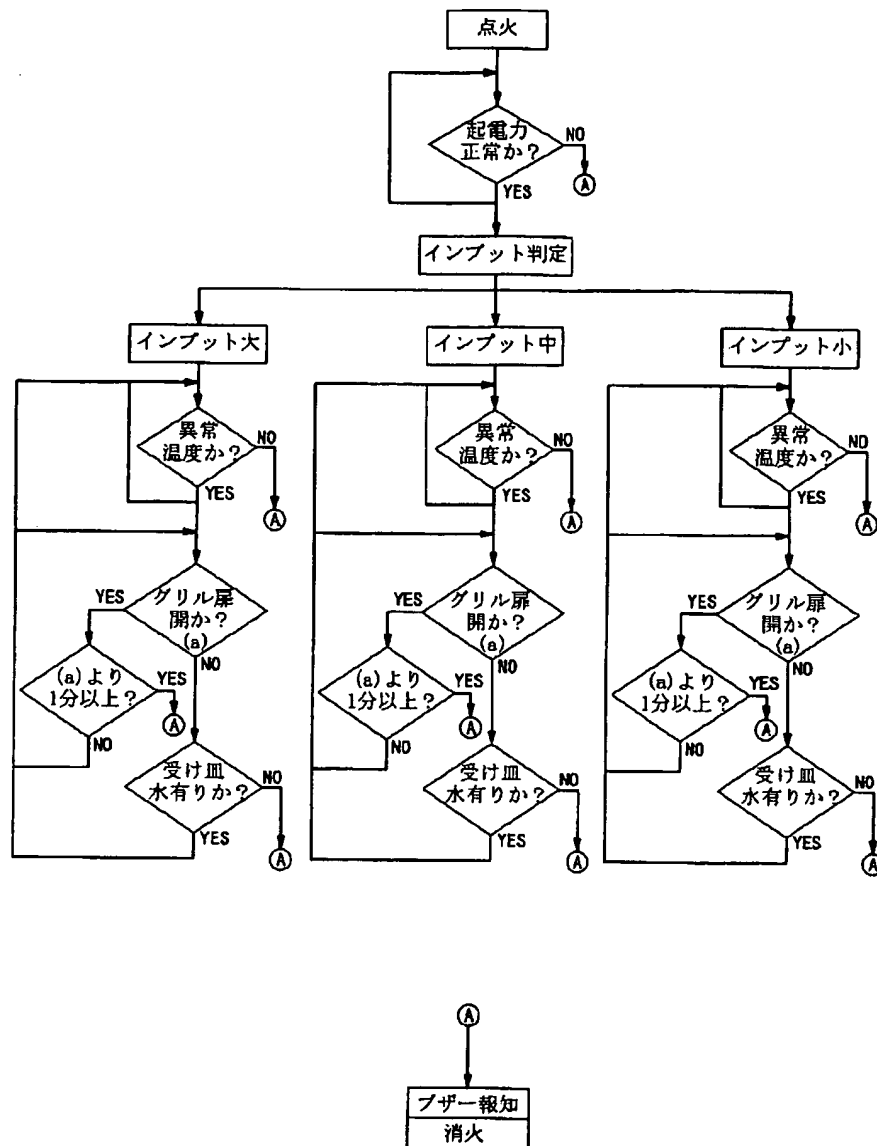 点火
起電力
正常か?
NO
A
YES
インプット判定
インプット大
インプット中
インプット小
異常
温度か?
NO
YES
A
異常
温度か?
NO
YES
A
異常
温度か?
NO
YES
A
グリル扉
開か?
(a)
YES
NO
(a)より
1分以上?
YES
A
NO
受け皿
水有りか?
NO
YES
A
グリル扉
開か?
(a)
YES
NO
(a)より
1分以上?
YES
A
NO
受け皿
水有りか?
NO
YES
A
グリル扉
開か?
(a)
YES
NO
(a)より
1分以上?
YES
A
NO
受け皿
水有りか?
NO
YES
A
A
ブザー報知
消火